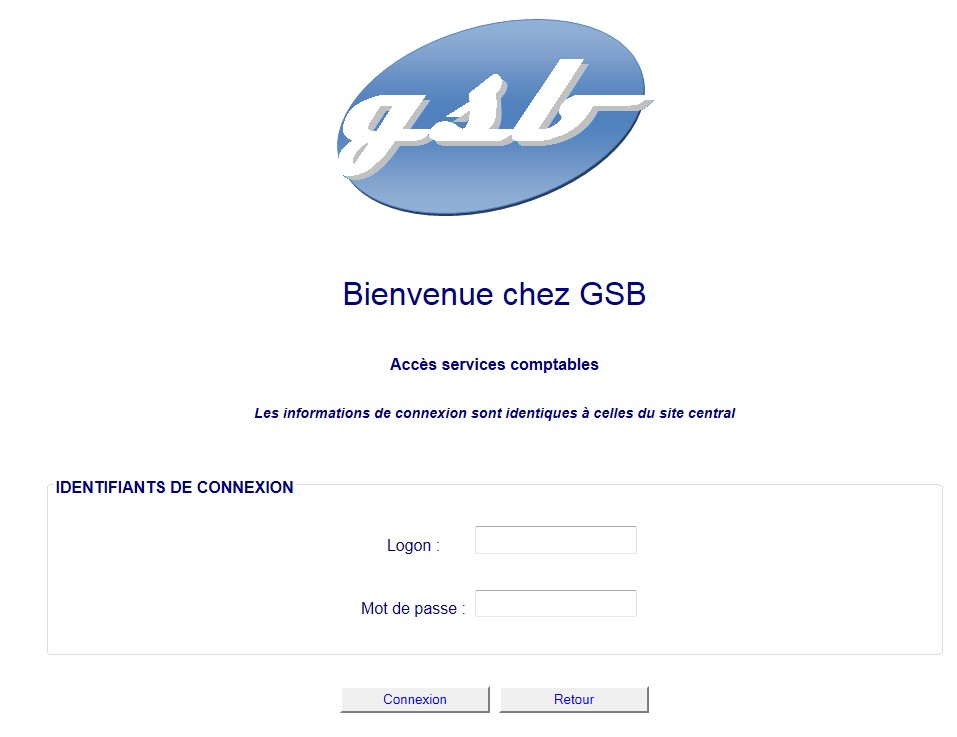 gsb
Bienvenue chez GSB
Accès services comptables
Les informations de connexion sont identiques à celles du site central
IDENTIFIANTS DE CONNEXION
Logon :
Mot de passe :
Connexion Retour